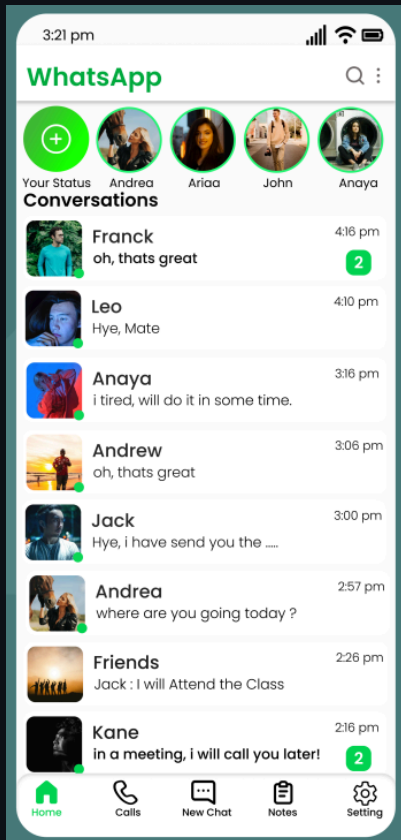 3:21 pm
WhatsApp
Your Status Andrea Ariaa John Anaya
Conversations
Franck 4:16 pm
oh, thats great 2
Leo 4:10 pm
Hye, Mate
Anaya 3:16 pm
i tired, will do it in some time.
Andrew 3:06 pm
oh, thats great
Jack 3:00 pm
Hye, i have send you the .....
Andrea 2:57 pm
where are you going today ?
Friends 2:26 pm
Jack : I will Attend the Class
Kane 2:16 pm
in a meeting, i will call you later! 2
Home Calls New Chat Notes Setting